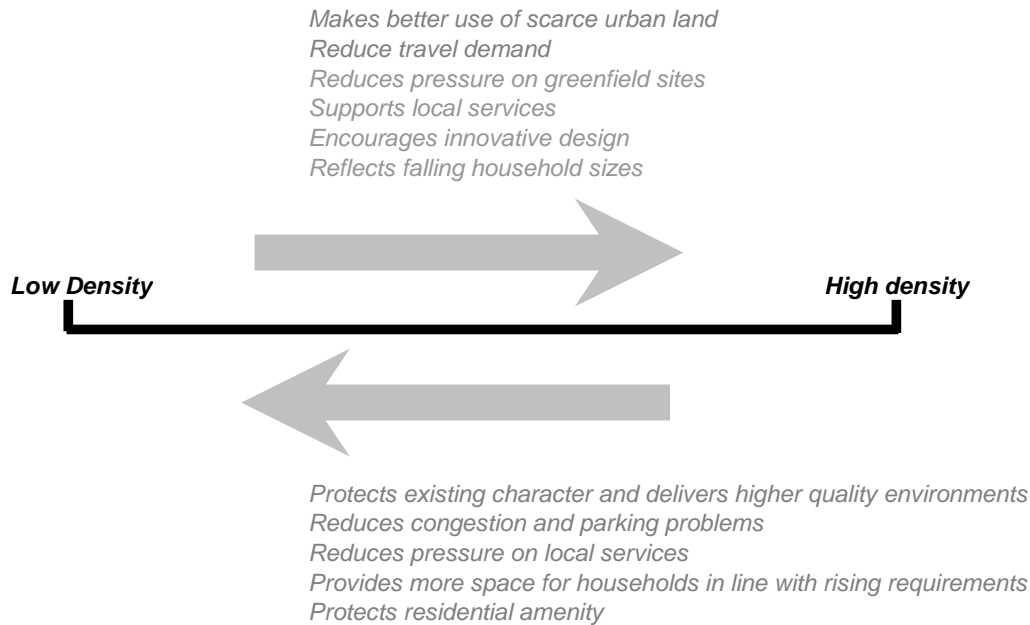 Makes better use of scarce urban land
Reduce travel demand
Reduces pressure on greenfield sites
Supports local services
Encourages innovative design
Reflects falling household sizes
Low Density
High density
Protects existing character and delivers higher quality environments
Reduces congestion and parking problems
Reduces pressure on local services
Provides more space for households in line with rising requirements
Protects residential amenity